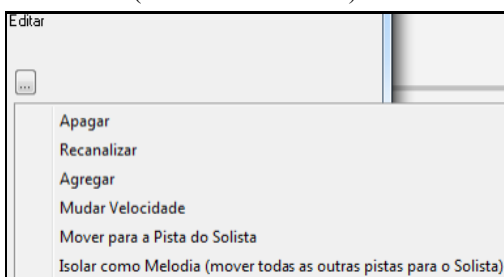 Editar
...
Apagar
Recanalizar
Agregar
Mudar Velocidade
Mover para a Pista do Solista
Isolar como Melodia (mover todas as outras pistas para o Solista)